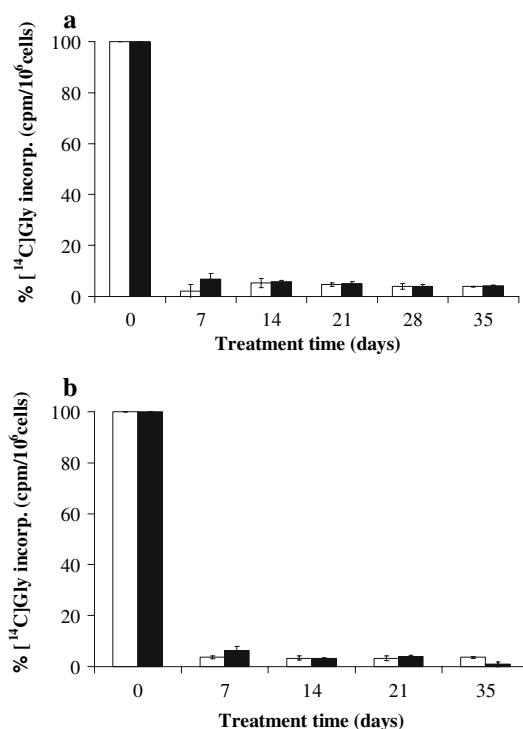 a
% [¹⁴C]Gly incorp. (cpm/10⁶cells)
100
80
60
40
20
0
0 7 14 21 28 35
Treatment time (days)
b
% [¹⁴C]Gly incorp. (cpm/10⁶cells)
100
80
60
40
20
0
0 7 14 21 35
Treatment time (days)